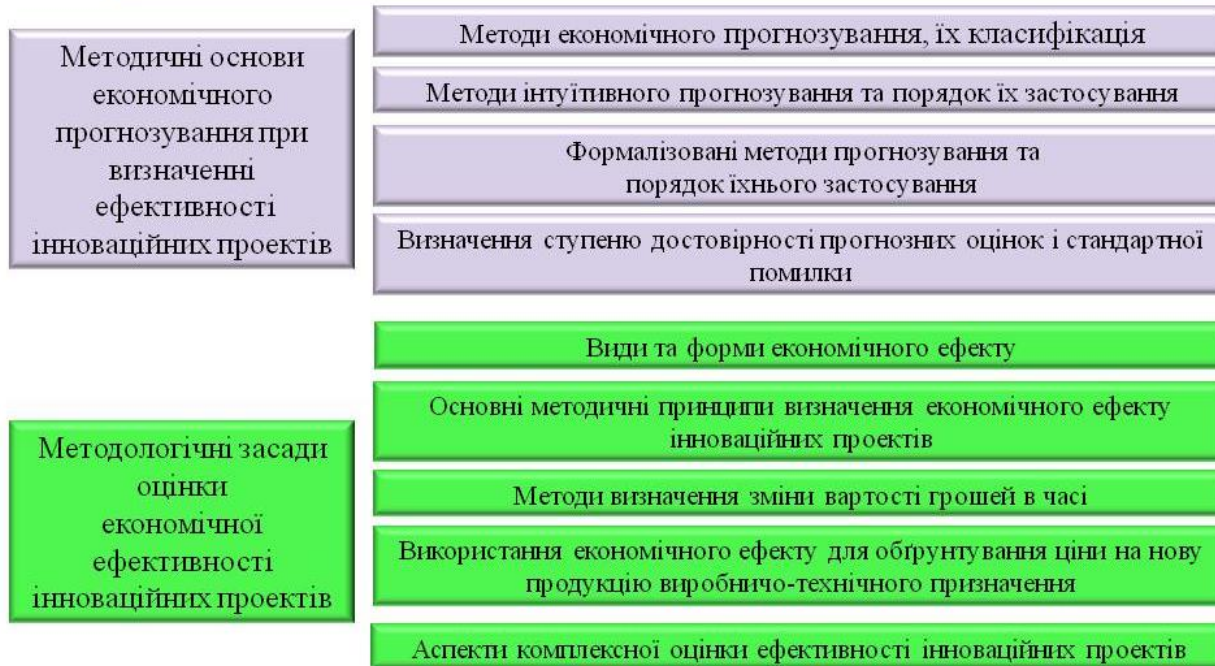 Методичні основи
економічного
прогнозування при
визначенні
ефективності
інноваційних проектів
Методи економічного прогнозування, їх класифікація
Методи інтуїтивного прогнозування та порядок їх застосування
Формалізовані методи прогнозування та
порядок їхнього застосування
Визначення ступеню достовірності прогнозних оцінок і стандартної
помилки
Методологічні засади
оцінки
економічної
ефективності
інноваційних проектів
Види та форми економічного ефекту
Основні методичні принципи визначення економічного ефекту
інноваційних проектів
Методи визначення зміни вартості грошей в часі
Використання економічного ефекту для обґрунтування ціни на нову
продукцію виробничо-технічного призначення
Аспекти комплексної оцінки ефективності інноваційних проектів